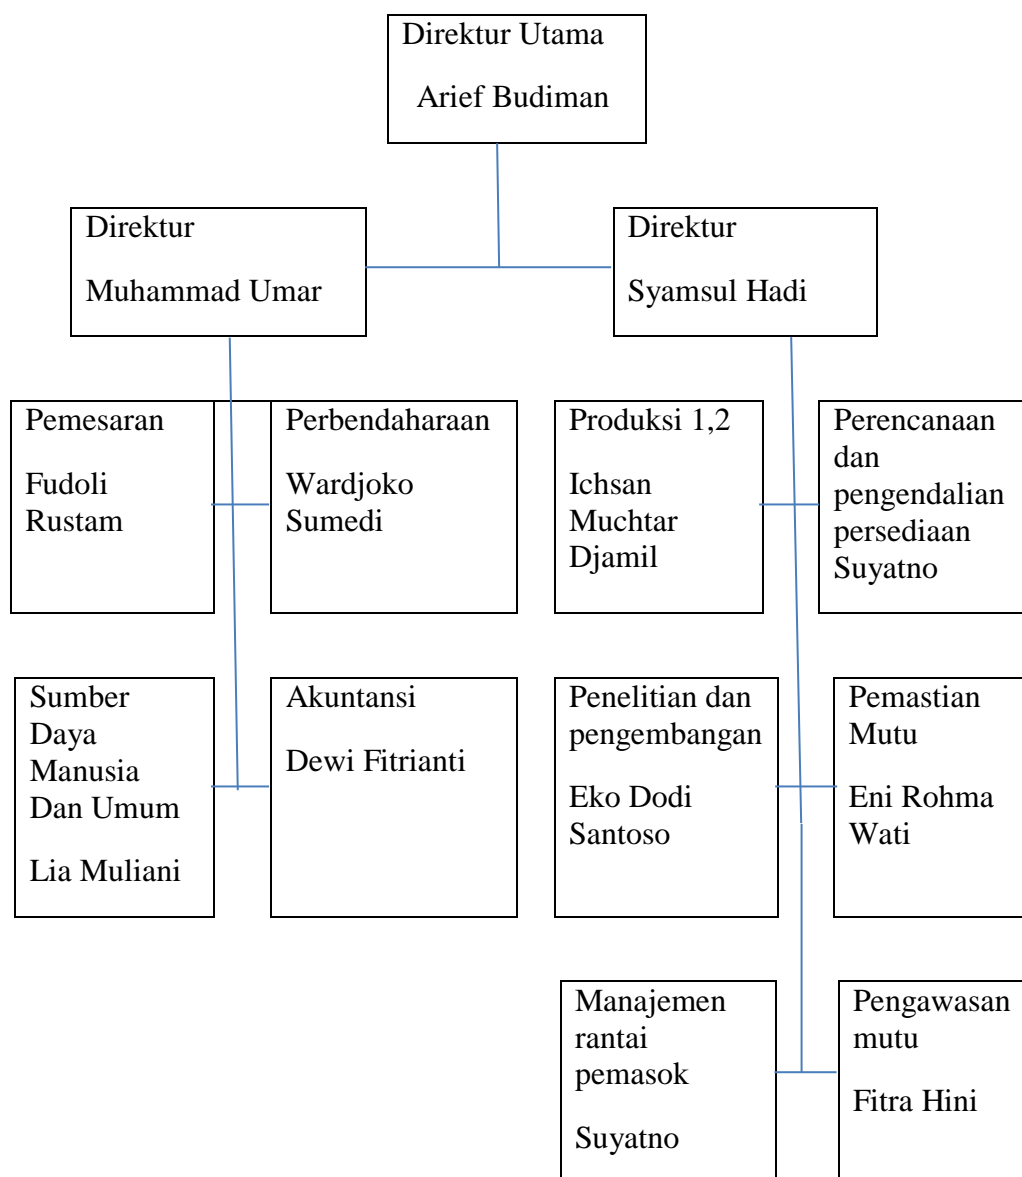 Direktur Utama
Arief Budiman
Direktur
Muhammad Umar
Direktur
Syamsul Hadi
Pemesaran
Fudoli
Rustam
Perbendaharaan
Wardjoko
Sumedi
Produksi 1,2
Ichsan
Muchtar
Djamil
Perencanaan
dan
pengendalian
persediaan
Suyatno
Sumber
Daya
Manusia
Dan Umum
Lia Muliani
Akuntansi
Dewi Fitrianti
Penelitian dan
pengembangan
Eko Dodi
Santoso
Pemastian
Mutu
Eni Rohma
Wati
Manajemen
rantai
pemasok
Suyatno
Pengawasan
mutu
Fitra Hini